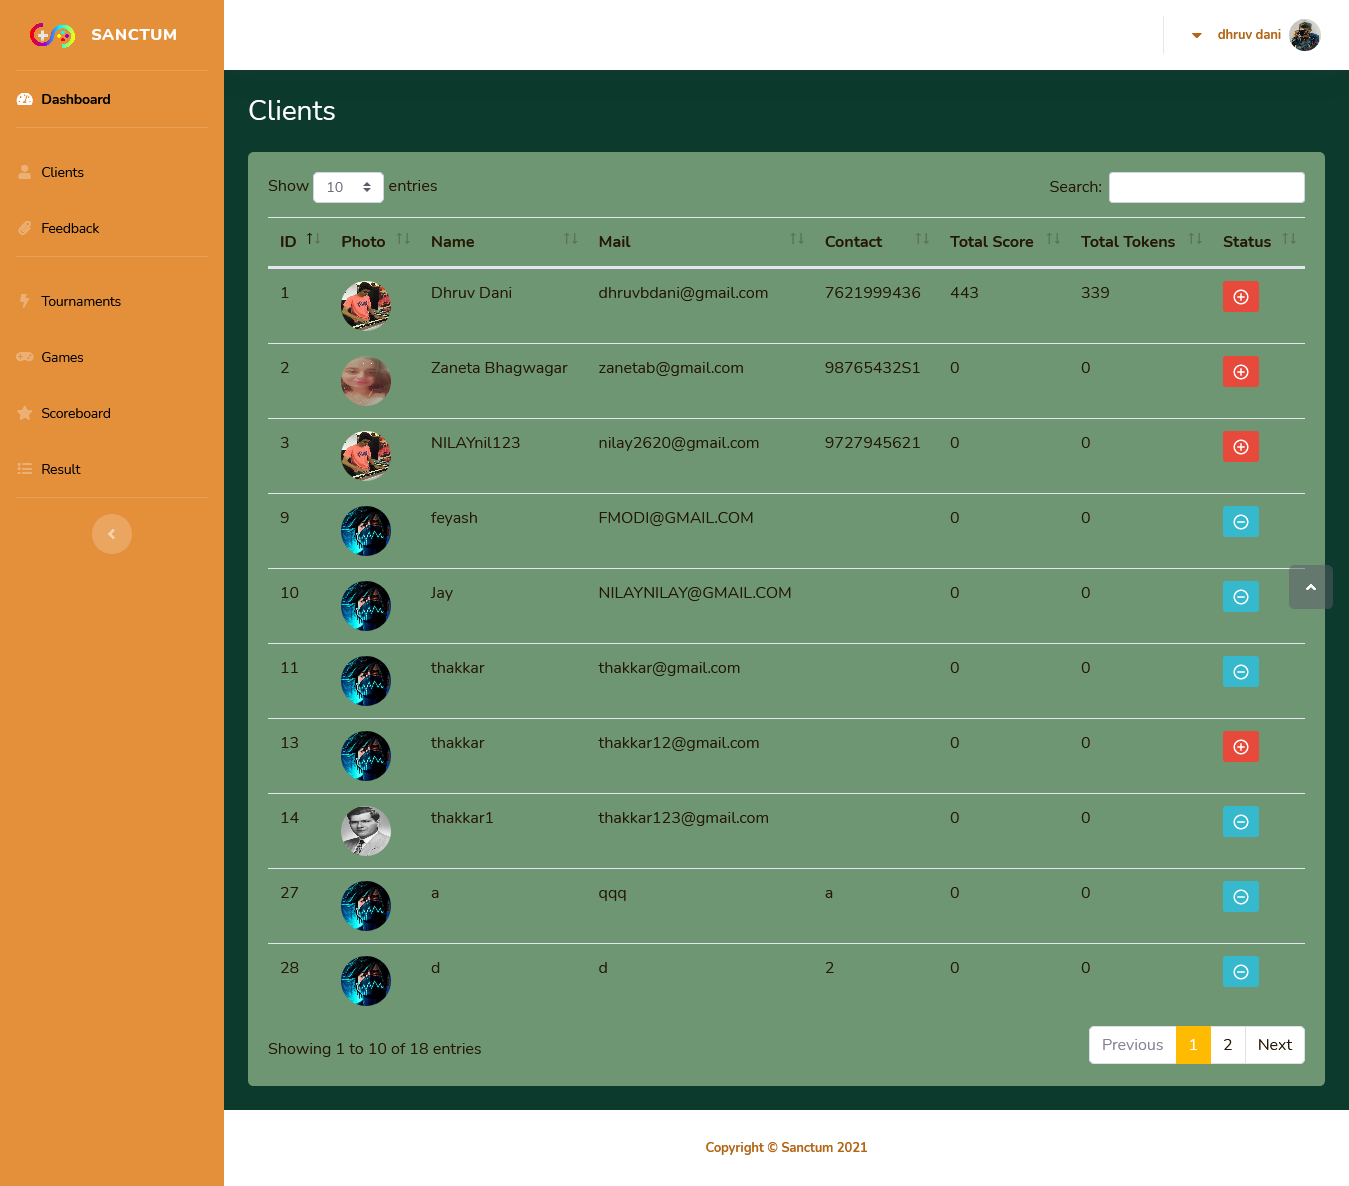 SANCTUM
dhruv dani
Dashboard
Clients
Feedback
Tournaments
Games
Scoreboard
Result
Clients
Show 10 entries
Search:
ID Photo Name Mail Contact Total Score Total Tokens Status
1 Dhruv Dani dhruvbdani@gmail.com 7621999436 443 339
2 Zaneta Bhagwagar zanetab@gmail.com 98765432S1 0 0
3 NILAYnil123 nilay2620@gmail.com 9727945621 0 0
9 feyash FMODI@GMAIL.COM 0 0
10 Jay NILAYNILAY@GMAIL.COM 0 0
11 thakkar thakkar@gmail.com 0 0
13 thakkar thakkar12@gmail.com 0 0
14 thakkar1 thakkar123@gmail.com 0 0
27 a qqq a 0 0
28 d d 2 0 0
Showing 1 to 10 of 18 entries
Previous 1 2 Next
Copyright © Sanctum 2021